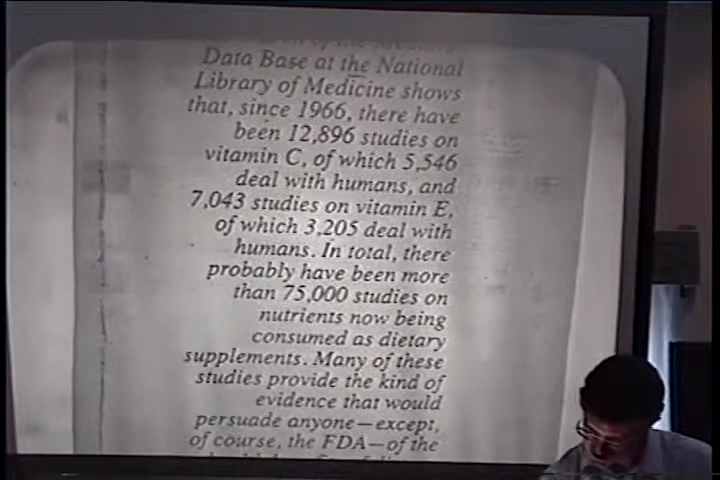 Data Base at the National
Library of Medicine shows
that, since 1966, there have
been 12,896 studies on
vitamin C, of which 5,546
deal with humans, and
7,043 studies on vitamin E,
of which 3,205 deal with
humans. In total, there
probably have been more
than 75,000 studies on
nutrients now being
consumed as dietary
supplements. Many of these
studies provide the kind of
evidence that would
persuade anyone—except,
of course, the FDA—of the